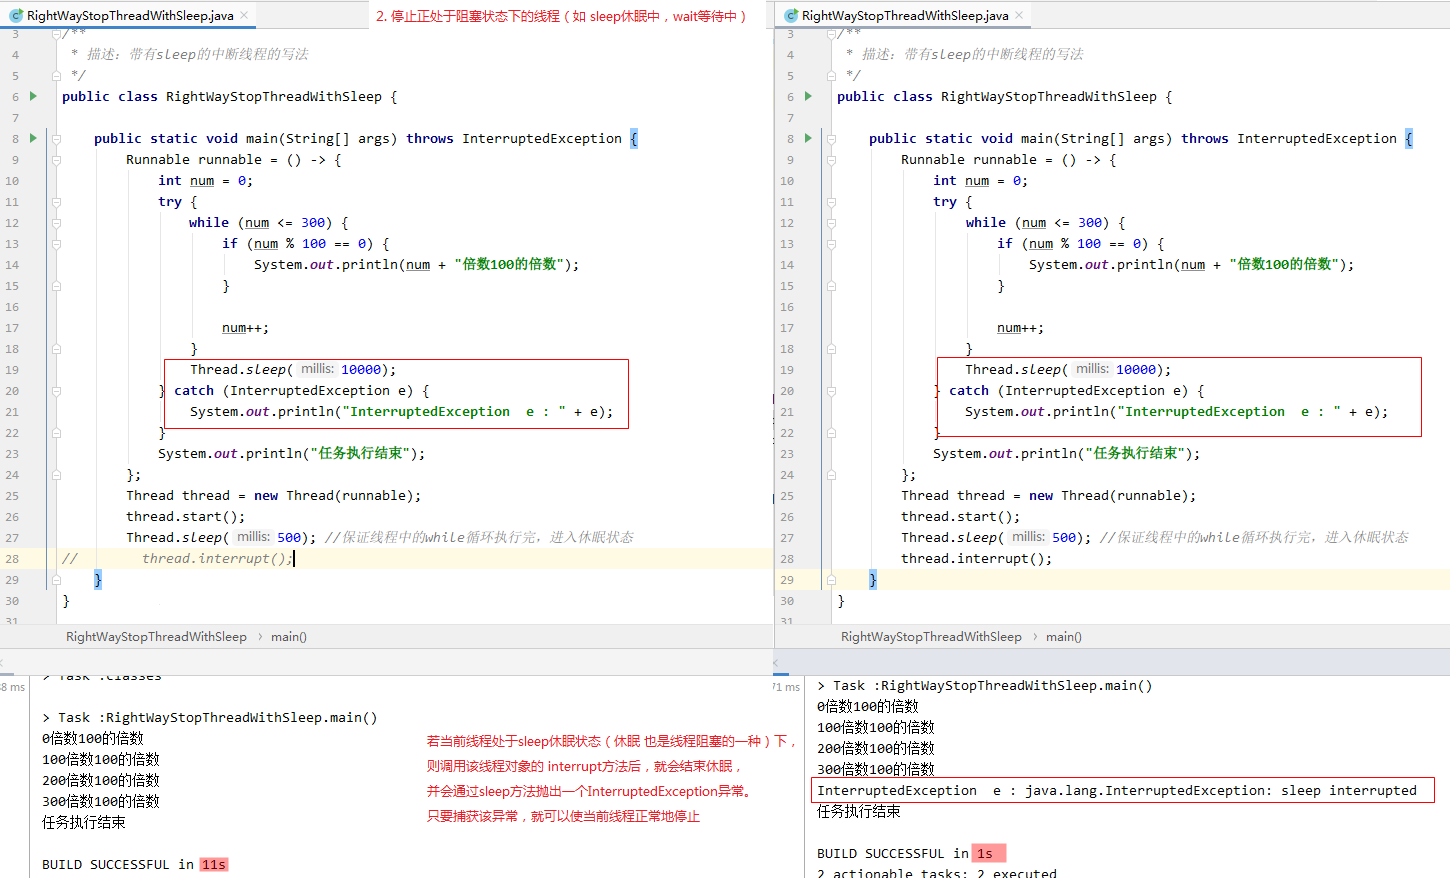 RightWayStopThreadWithSleep.java
2. 停止正处于阻塞状态下的线程（如 sleep休眠中，wait等待中）
3 /**
4 * 描述：带有sleep的中断线程的写法
5 */
6 public class RightWayStopThreadWithSleep {
7
8 public static void main(String[] args) throws InterruptedException {
9 Runnable runnable = () -> {
10 int num = 0;
11 try {
12 while (num <= 300) {
13 if (num % 100 == 0) {
14 System.out.println(num + "倍数100的倍数");
15 }
16
17 num++;
18 }
19 Thread.sleep( millis: 10000);
20 } catch (InterruptedException e) {
21 System.out.println("InterruptedException  e : " + e);
22 }
23 System.out.println("任务执行结束");
24 };
25 Thread thread = new Thread(runnable);
26 thread.start();
27 Thread.sleep( millis: 500); //保证线程中的while循环执行完，进入休眠状态
28 // thread.interrupt();
29 }
30 }
31
RightWayStopThreadWithSleep › main()
8 ms
> Task :classes
> Task :RightWayStopThreadWithSleep.main()
0倍数100的倍数
100倍数100的倍数
200倍数100的倍数
300倍数100的倍数
任务执行结束
BUILD SUCCESSFUL in 11s
若当前线程处于sleep休眠状态（休眠 也是线程阻塞的一种）下，
则调用该线程对象的 interrupt方法后，就会结束休眠，
并会通过sleep方法抛出一个InterruptedException异常。
只要捕获该异常，就可以使当前线程正常地停止
RightWayStopThreadWithSleep.java
3 /**
4 * 描述：带有sleep的中断线程的写法
5 */
6 public class RightWayStopThreadWithSleep {
7
8 public static void main(String[] args) throws InterruptedException {
9 Runnable runnable = () -> {
10 int num = 0;
11 try {
12 while (num <= 300) {
13 if (num % 100 == 0) {
14 System.out.println(num + "倍数100的倍数");
15 }
16
17 num++;
18 }
19 Thread.sleep( millis: 10000);
20 } catch (InterruptedException e) {
21 System.out.println("InterruptedException  e : " + e);
22 }
23 System.out.println("任务执行结束");
24 };
25 Thread thread = new Thread(runnable);
26 thread.start();
27 Thread.sleep( millis: 500); //保证线程中的while循环执行完，进入休眠状态
28 thread.interrupt();
29 }
30 }
31
RightWayStopThreadWithSleep › main()
71 ms
> Task :RightWayStopThreadWithSleep.main()
0倍数100的倍数
100倍数100的倍数
200倍数100的倍数
300倍数100的倍数
InterruptedException  e : java.lang.InterruptedException: sleep interrupted
任务执行结束
BUILD SUCCESSFUL in 1s
2 actionable tasks: 2 executed